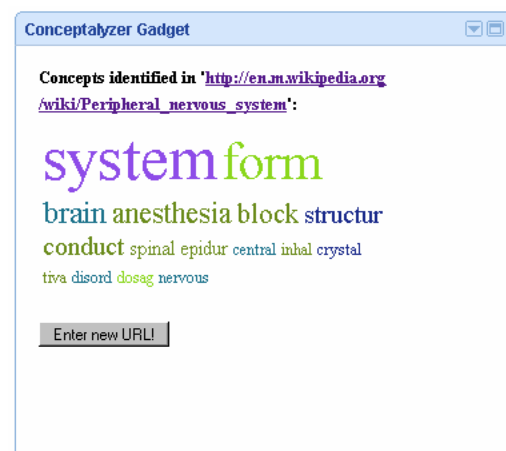 Conceptalyzer Gadget
Concepts identified in 'http://en.m.wikipedia.org
/wiki/Peripheral_nervous_system':
system form
brain anesthesia block structur
conduct spinal epidur central inhal crystal
tiva disord dosag nervous
Enter new URL!